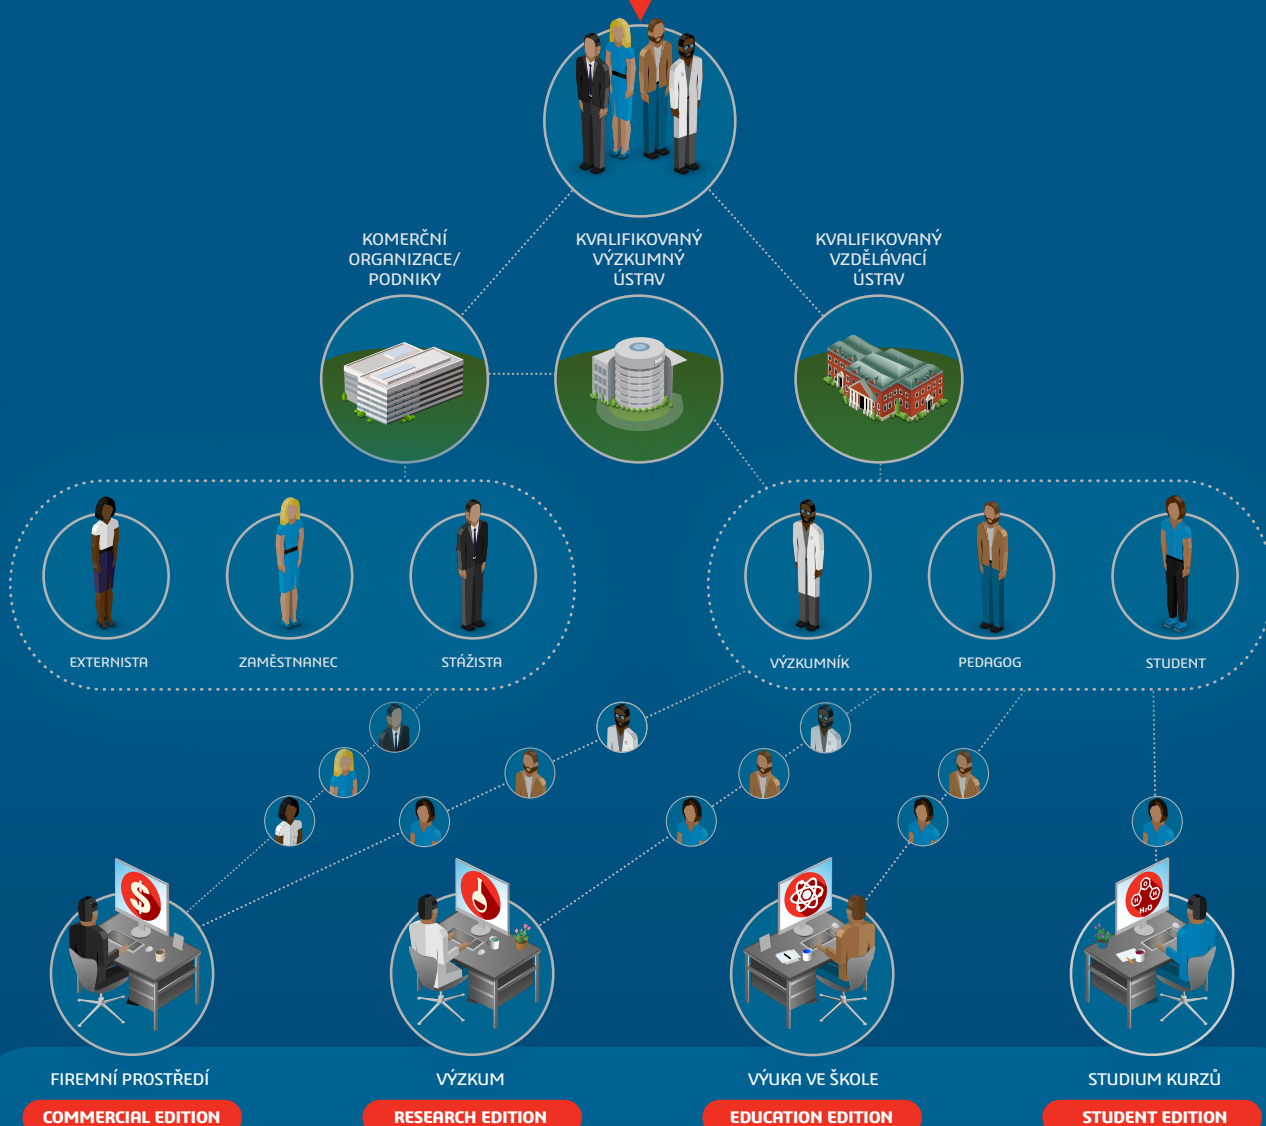 KOMERČNÍ
ORGANIZACE/
PODNIKY
KVALIFIKOVANÝ
VÝZKUMNÝ
ÚSTAV
KVALIFIKOVANÝ
VZDĚLÁVACÍ
ÚSTAV
EXTERNISTA
ZAMĚSTNANEC
STÁŽISTA
VÝZKUMNÍK
PEDAGOG
STUDENT
$
O
H H
H₂O
FIREMNÍ PROSTŘEDÍ
VÝZKUM
VÝUKA VE ŠKOLE
STUDIUM KURZŮ
COMMERCIAL EDITION
RESEARCH EDITION
EDUCATION EDITION
STUDENT EDITION